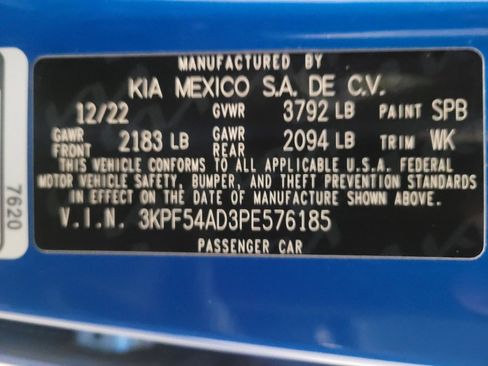 MANUFACTURED BY
KIA MEXICO S.A. DE C.V.
12/22 GVWR 3792 LB PAINT SPB
GAWR FRONT 2183 LB GAWR REAR 2094 LB TRIM WK
THIS VEHICLE CONFORMS TO ALL APPLICABLE U.S.A. FEDERAL
MOTOR VEHICLE SAFETY, BUMPER, AND THEFT PREVENTION STANDARDS
IN EFFECT ON THE DATE OF MANUFACTURE SHOWN ABOVE
V.I.N. 3KPF54AD3PE576185
PASSENGER CAR
7620